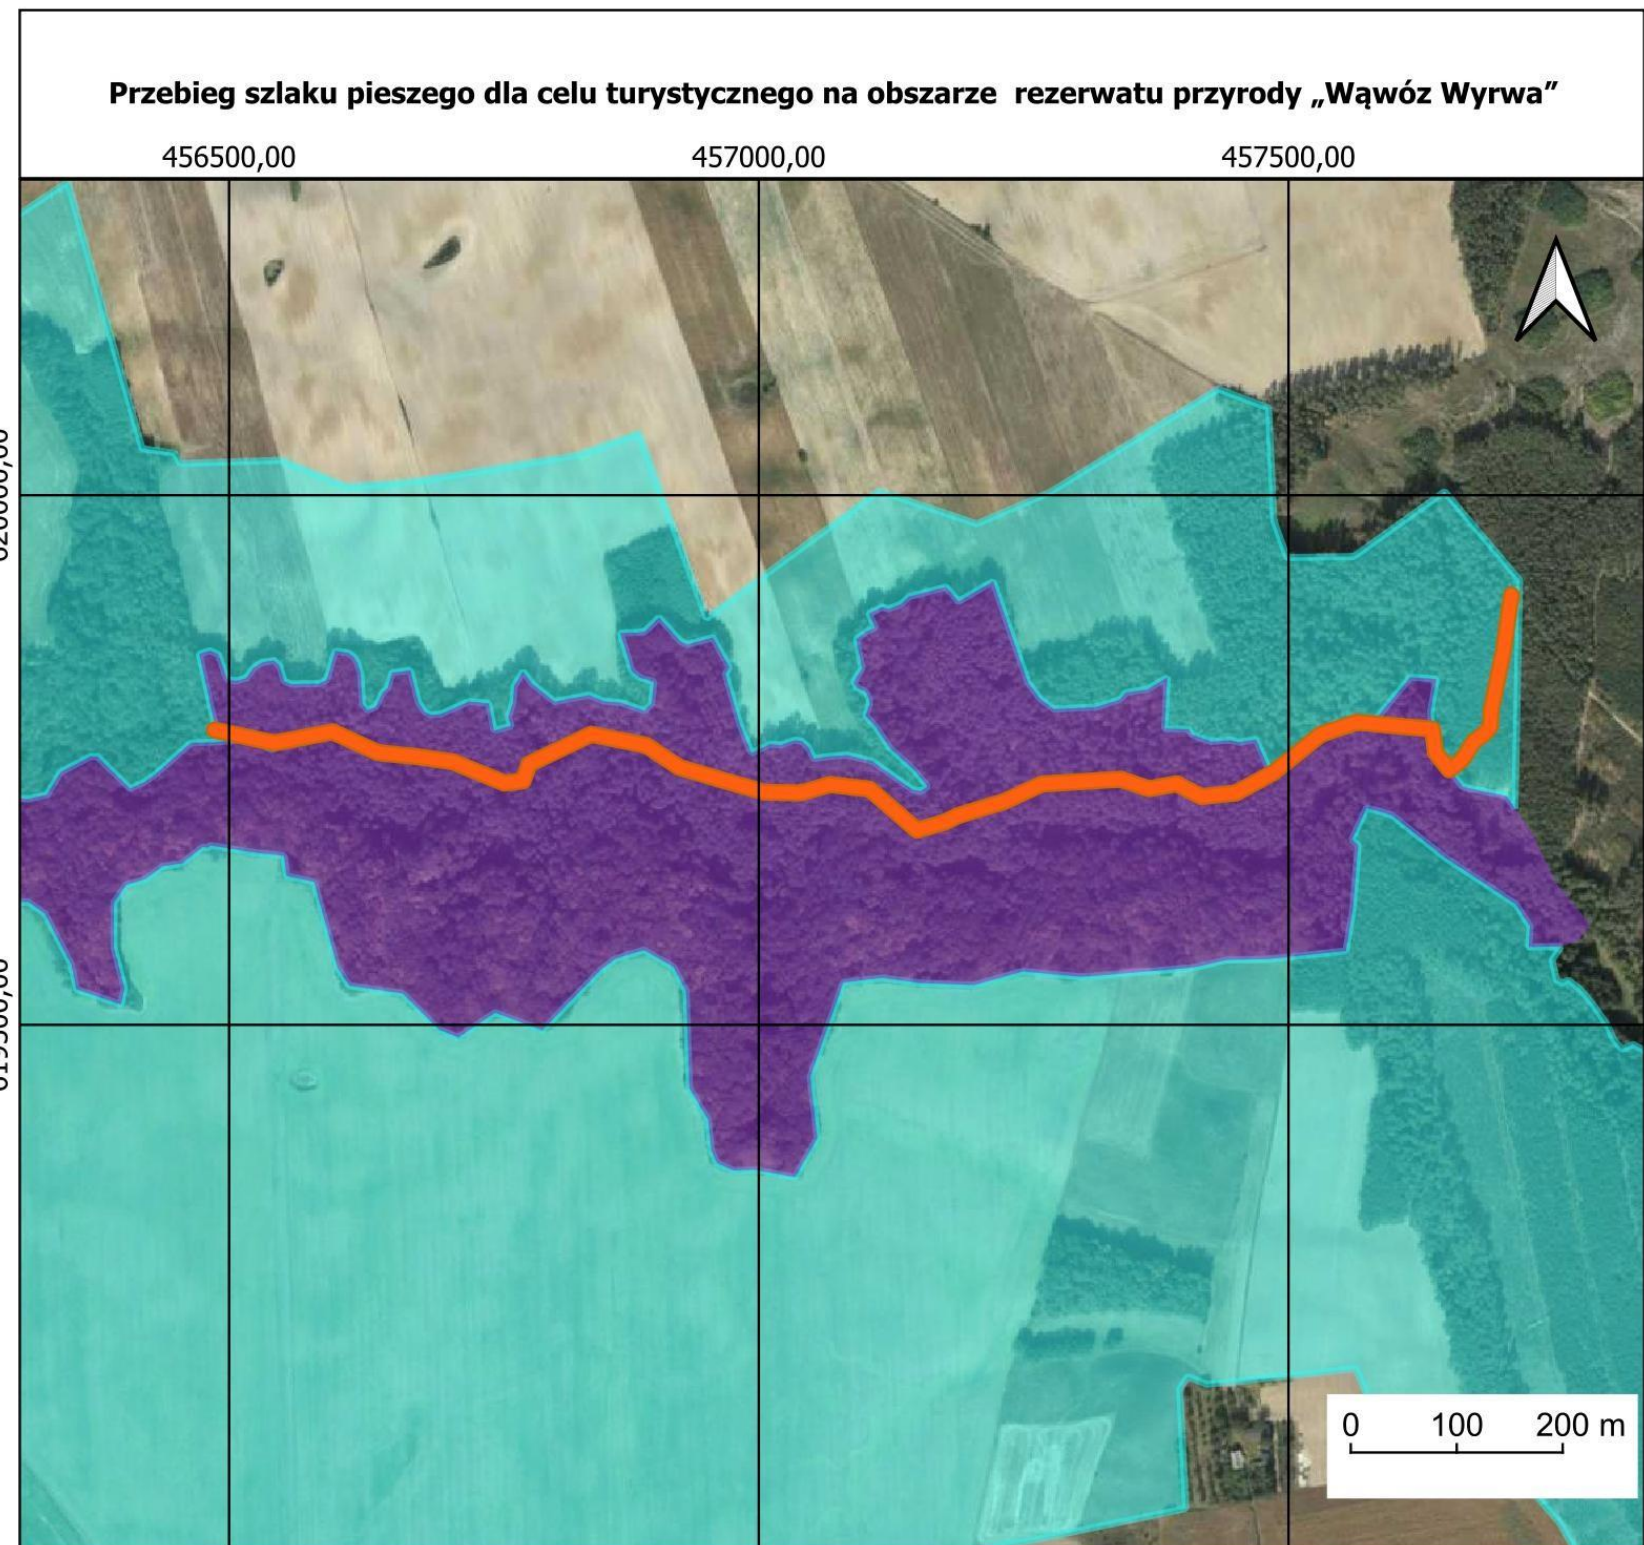 Przebieg szlaku pieszego dla celu turystycznego na obszarze rezerwatu przyrody „Wąwóz Wyrwa”
456500,00 457000,00 457500,00
0 100 200 m